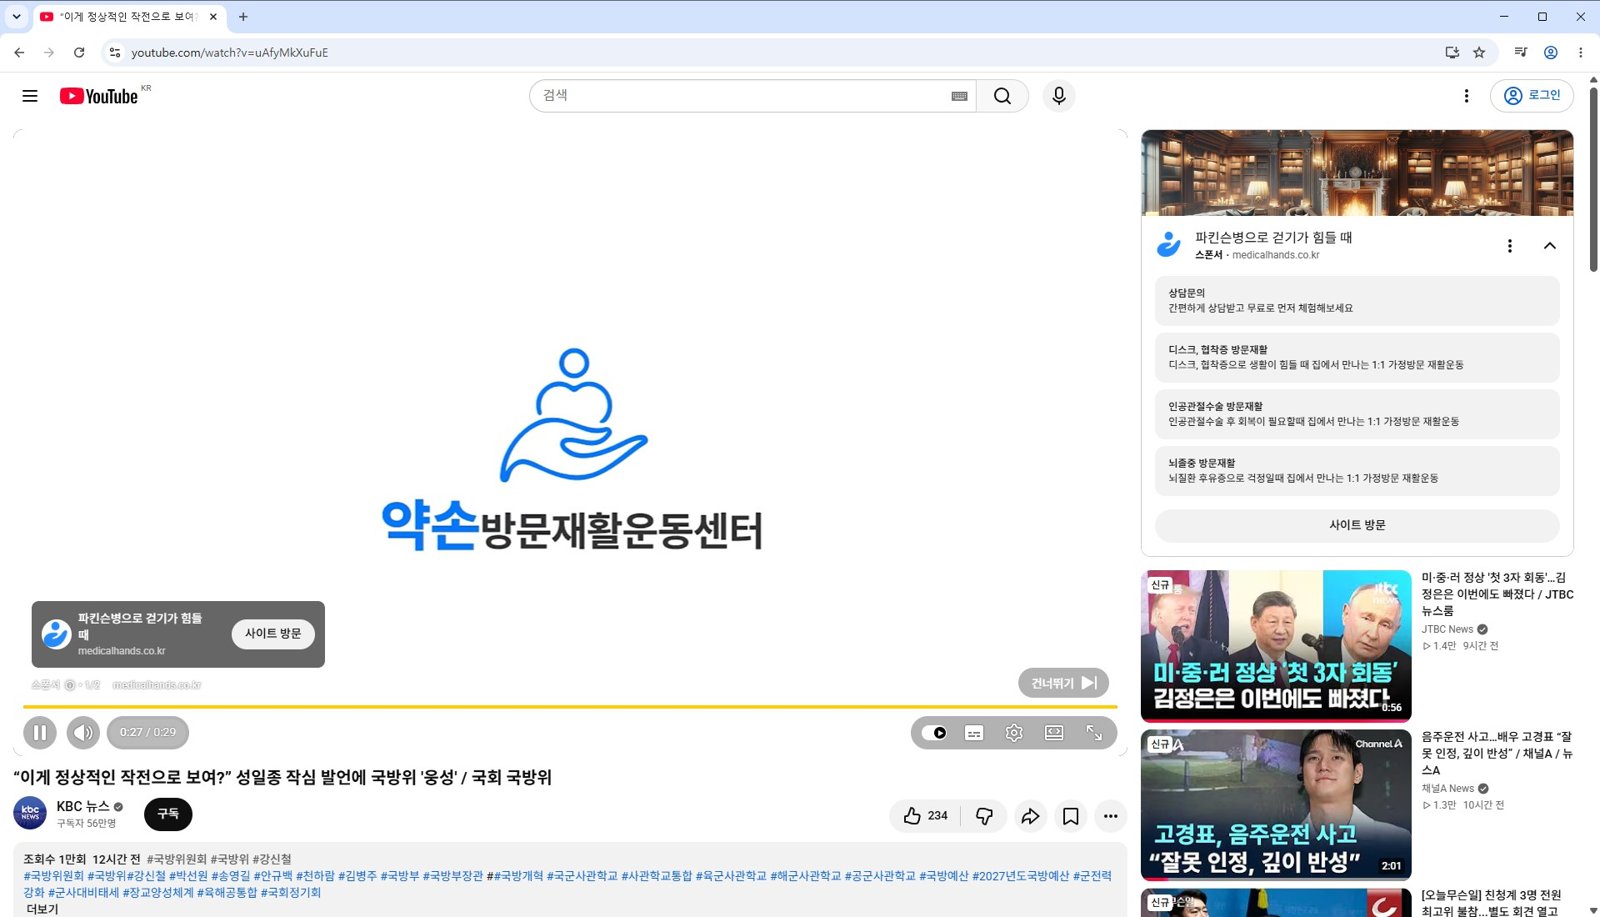 “이게 정상적인 작전으로 보여?
youtube.com/watch?v=uAfyMkXuFuE
YouTube KR
검색
로그인
약손방문재활운동센터
파킨슨병으로 걷기가 힘들
때
medicalhands.co.kr
사이트 방문
스폰서 · 1/2 medicalhands.co.kr
건너뛰기
0:27 / 0:29
“이게 정상적인 작전으로 보여?” 성일종 작심 발언에 국방위 '웅성' / 국회 국방위
kbc NEWS
KBC 뉴스
구독자 56만명
구독
234
조회수 1만회 12시간 전 #국방위원회 #국방위 #강신철
#국방위원회 #국방위#강신철 #박선원 #송영길 #안규백 #천하람 #김병주 #국방부 #국방부장관 ##국방개혁 #국군사관학교 #사관학교통합 #육군사관학교 #해군사관학교 #공군사관학교 #국방예산 #2027년도국방예산 #군전력
강화 #군사대비태세 #장교양성체계 #육해공통합 #국회정기회
더보기
파킨슨병으로 걷기가 힘들 때
스폰서 · medicalhands.co.kr
상담문의
간편하게 상담받고 무료로 먼저 체험해보세요
디스크, 협착증 방문재활
디스크, 협착증으로 생활이 힘들 때 집에서 만나는 1:1 가정방문 재활운동
인공관절수술 방문재활
인공관절수술 후 회복이 필요할때 집에서 만나는 1:1 가정방문 재활운동
뇌졸중 방문재활
뇌질환 후유증으로 걱정일때 집에서 만나는 1:1 가정방문 재활운동
사이트 방문
신규
jtbc news
미·중·러 정상 '첫 3자 회동'
김정은은 이번에도 빠졌다
0:56
미·중·러 정상 '첫 3자 회동'…김
정은은 이번에도 빠졌다 / JTBC
뉴스룸
JTBC News
1.4만 9시간 전
신규
Channel A
고경표, 음주운전 사고
“잘못 인정, 깊이 반성”
2:01
음주운전 사고…배우 고경표 “잘
못 인정, 깊이 반성” / 채널A / 뉴
스A
채널A News
1.3만 10시간 전
신규
[오늘무슨일] 친청계 3명 전원
최고위 불참…별도 회견 열고